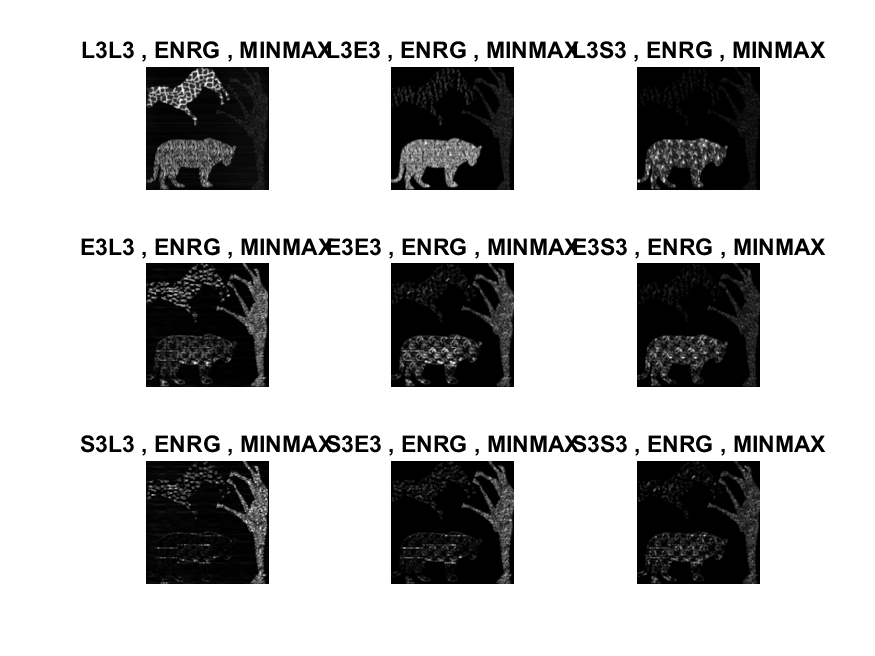 L3L3 , ENRG , MINMAX
L3E3 , ENRG , MINMAX
L3S3 , ENRG , MINMAX
E3L3 , ENRG , MINMAX
E3E3 , ENRG , MINMAX
E3S3 , ENRG , MINMAX
S3L3 , ENRG , MINMAX
S3E3 , ENRG , MINMAX
S3S3 , ENRG , MINMAX